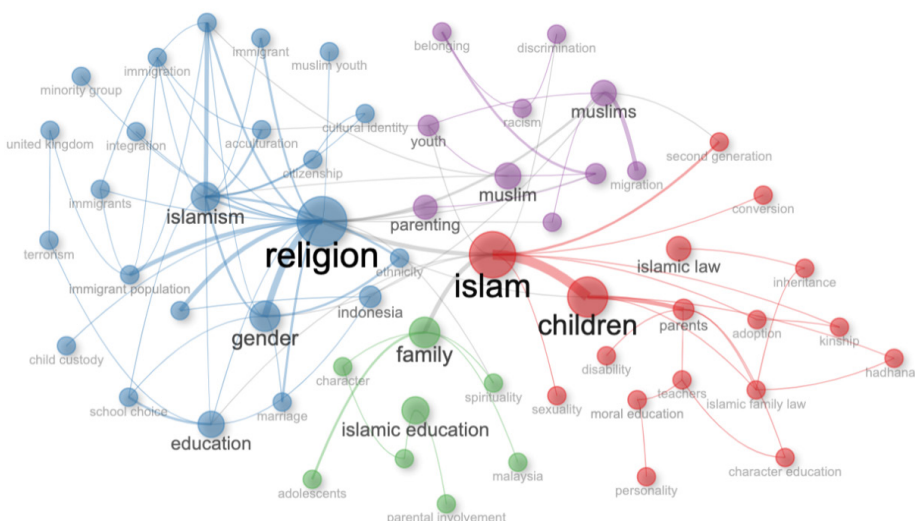 belonging
discrimination
immigrant
muslim youth
immigration
minority group
muslims
racism
cultural identity
united kingdom
integration
acculturation
youth
second generation
citizenship
migration
muslim
immigrants
conversion
islamism
parenting
religion
terrorism
ethnicity
islamic law
immigrant population
islam
inheritance
indonesia
children
parents
gender
adoption
kinship
family
child custody
disability
hadhana
character
teachers
spirituality
school choice
marriage
sexuality
moral education
islamic family law
islamic education
education
character education
malaysia
adolescents
personality
parental involvement